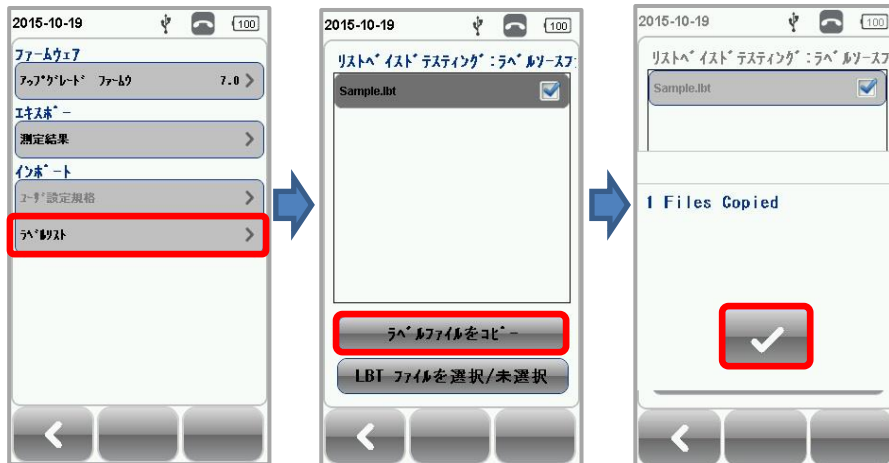 2015-10-19
100
ファームウェア
アップグレード ファームウ 7.0
エキスポー
測定結果
インポート
ユーザ設定規格
ラベルリスト
2015-10-19
100
リストベイスドテスティング:ラベルソースフ
Sample.lbt
ラベルファイルをコピー
LBT ファイルを選択/未選択
2015-10-19
100
リストベイスドテスティング:ラベルソースフ
Sample.lbt
1 Files Copied